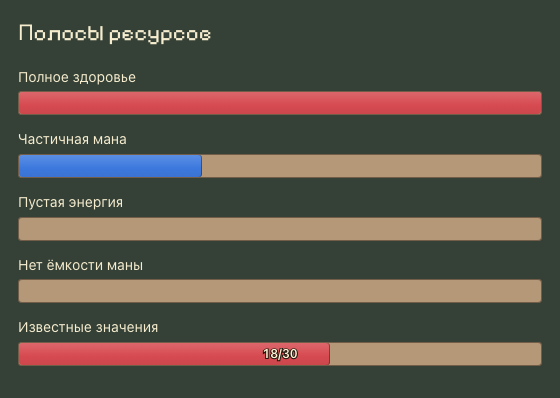 Полосы ресурсов
Полное здоровье
Частичная мана
Пустая энергия
Нет ёмкости маны
Известные значения
18/30